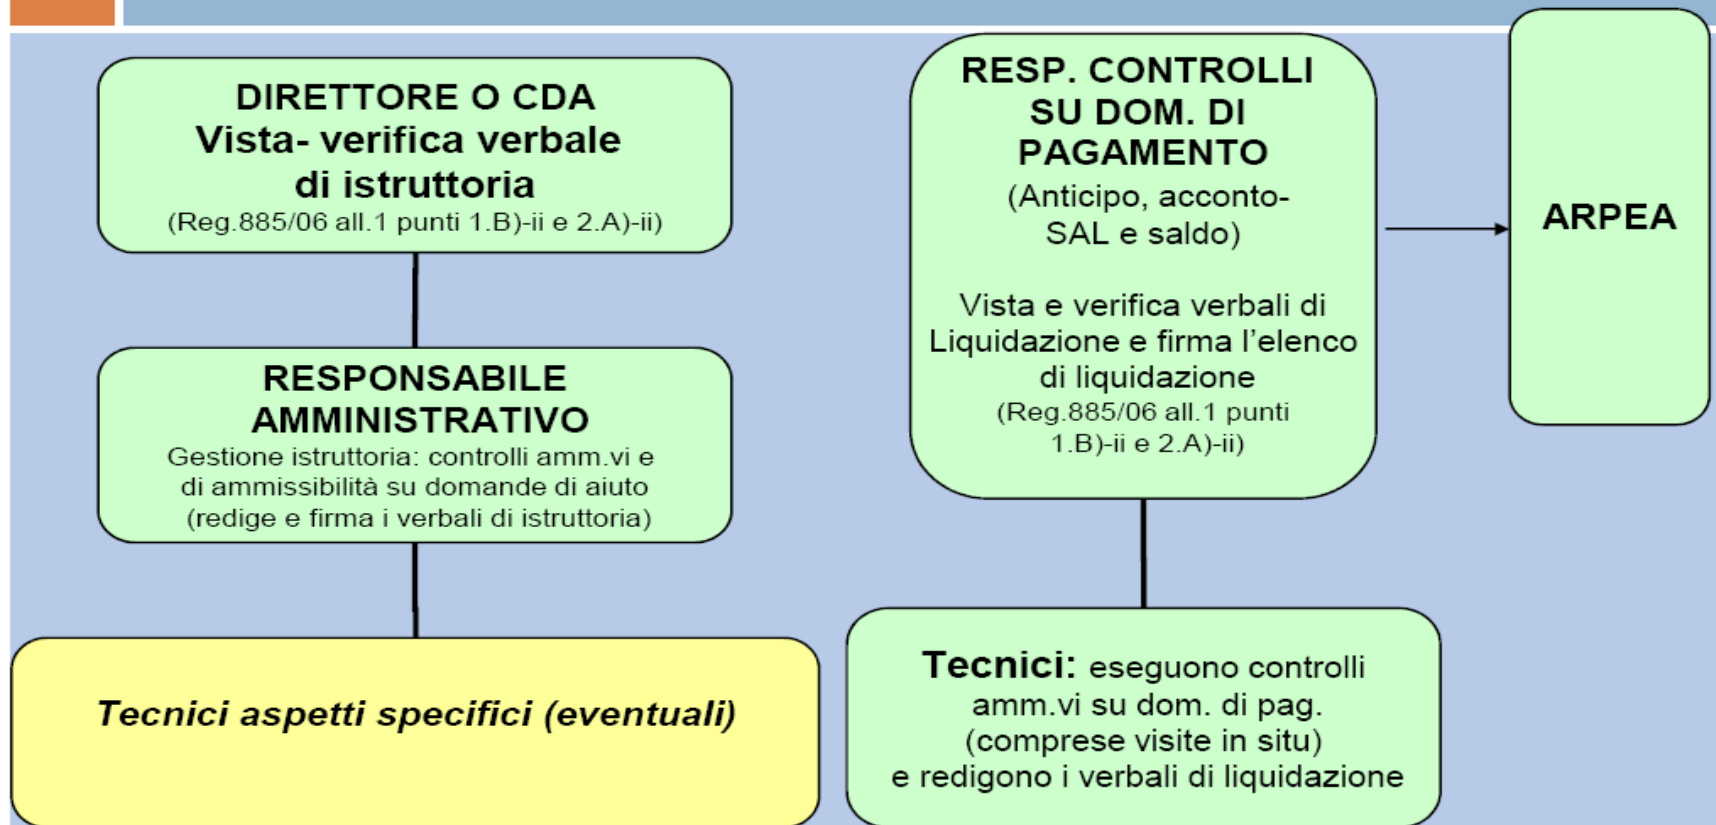 DIRETTORE O CDA
Vista- verifica verbale
di istruttoria
(Reg.885/06 all.1 punti 1.B)-ii e 2.A)-ii)
RESPONSABILE
AMMINISTRATIVO
Gestione istruttoria: controlli amm.vi e
di ammissibilità su domande di aiuto
(redige e firma i verbali di istruttoria)
Tecnici aspetti specifici (eventuali)
RESP. CONTROLLI
SU DOM. DI
PAGAMENTO
(Anticipo, acconto-
SAL e saldo)
Vista e verifica verbali di
Liquidazione e firma l’elenco
di liquidazione
(Reg.885/06 all.1 punti
1.B)-ii e 2.A)-ii)
Tecnici: eseguono controlli
amm.vi su dom. di pag.
(comprese visite in situ)
e redigono i verbali di liquidazione
ARPEA